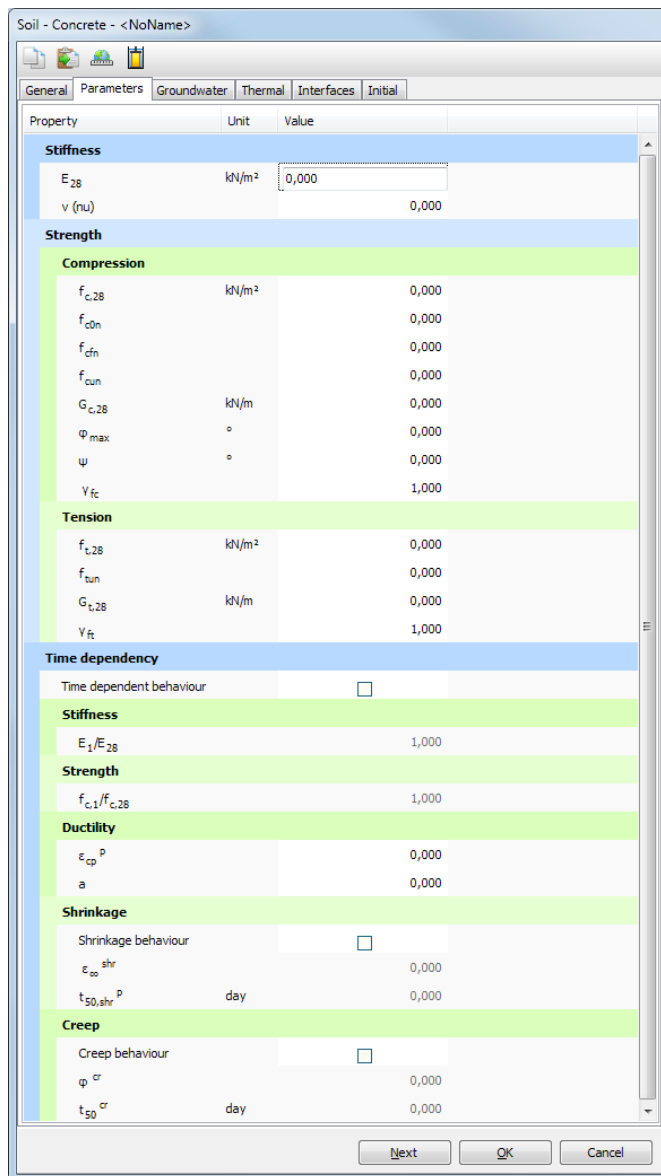 Soil - Concrete - <NoName>
General Parameters Groundwater Thermal Interfaces Initial
Property Unit Value
Stiffness
E28 kN/m² 0,000
v (nu) 0,000
Strength
Compression
fc,28 kN/m² 0,000
fc0n 0,000
fcfn 0,000
fcun 0,000
Gc,28 kN/m 0,000
φmax ° 0,000
ψ ° 0,000
γfc 1,000
Tension
ft,28 kN/m² 0,000
ftun 0,000
Gt,28 kN/m 0,000
γft 1,000
Time dependency
Time dependent behaviour
Stiffness
E1/E28 1,000
Strength
fc,1/fc,28 1,000
Ductility
εcp p 0,000
a 0,000
Shrinkage
Shrinkage behaviour
ε∞ shr 0,000
t50,shr p day 0,000
Creep
Creep behaviour
φ cr 0,000
t50 cr day 0,000
Next OK Cancel